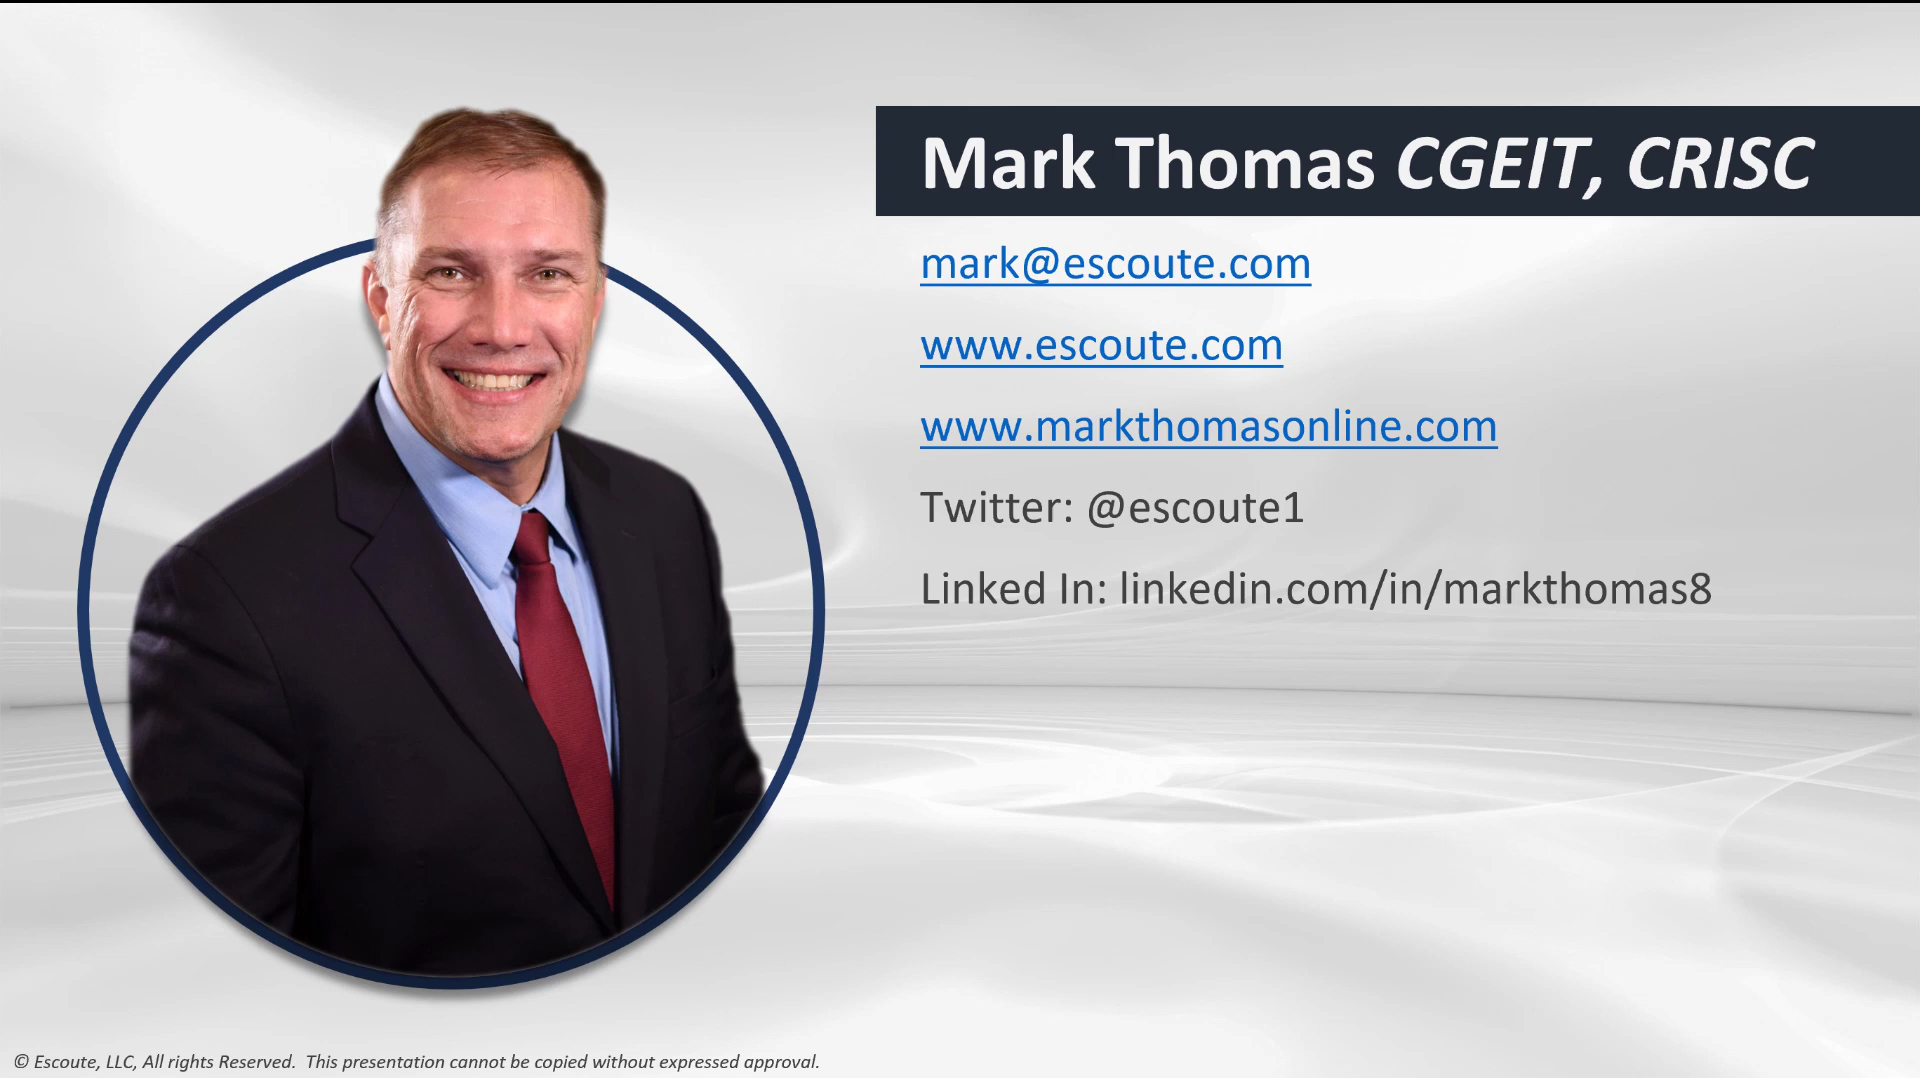 Mark Thomas CGEIT, CRISC
mark@escoute.com
www.escoute.com
www.markthomasonline.com
Twitter: @escoute1
Linked In: linkedin.com/in/markthomas8
© Escoute, LLC, All rights Reserved.  This presentation cannot be copied without expressed approval.